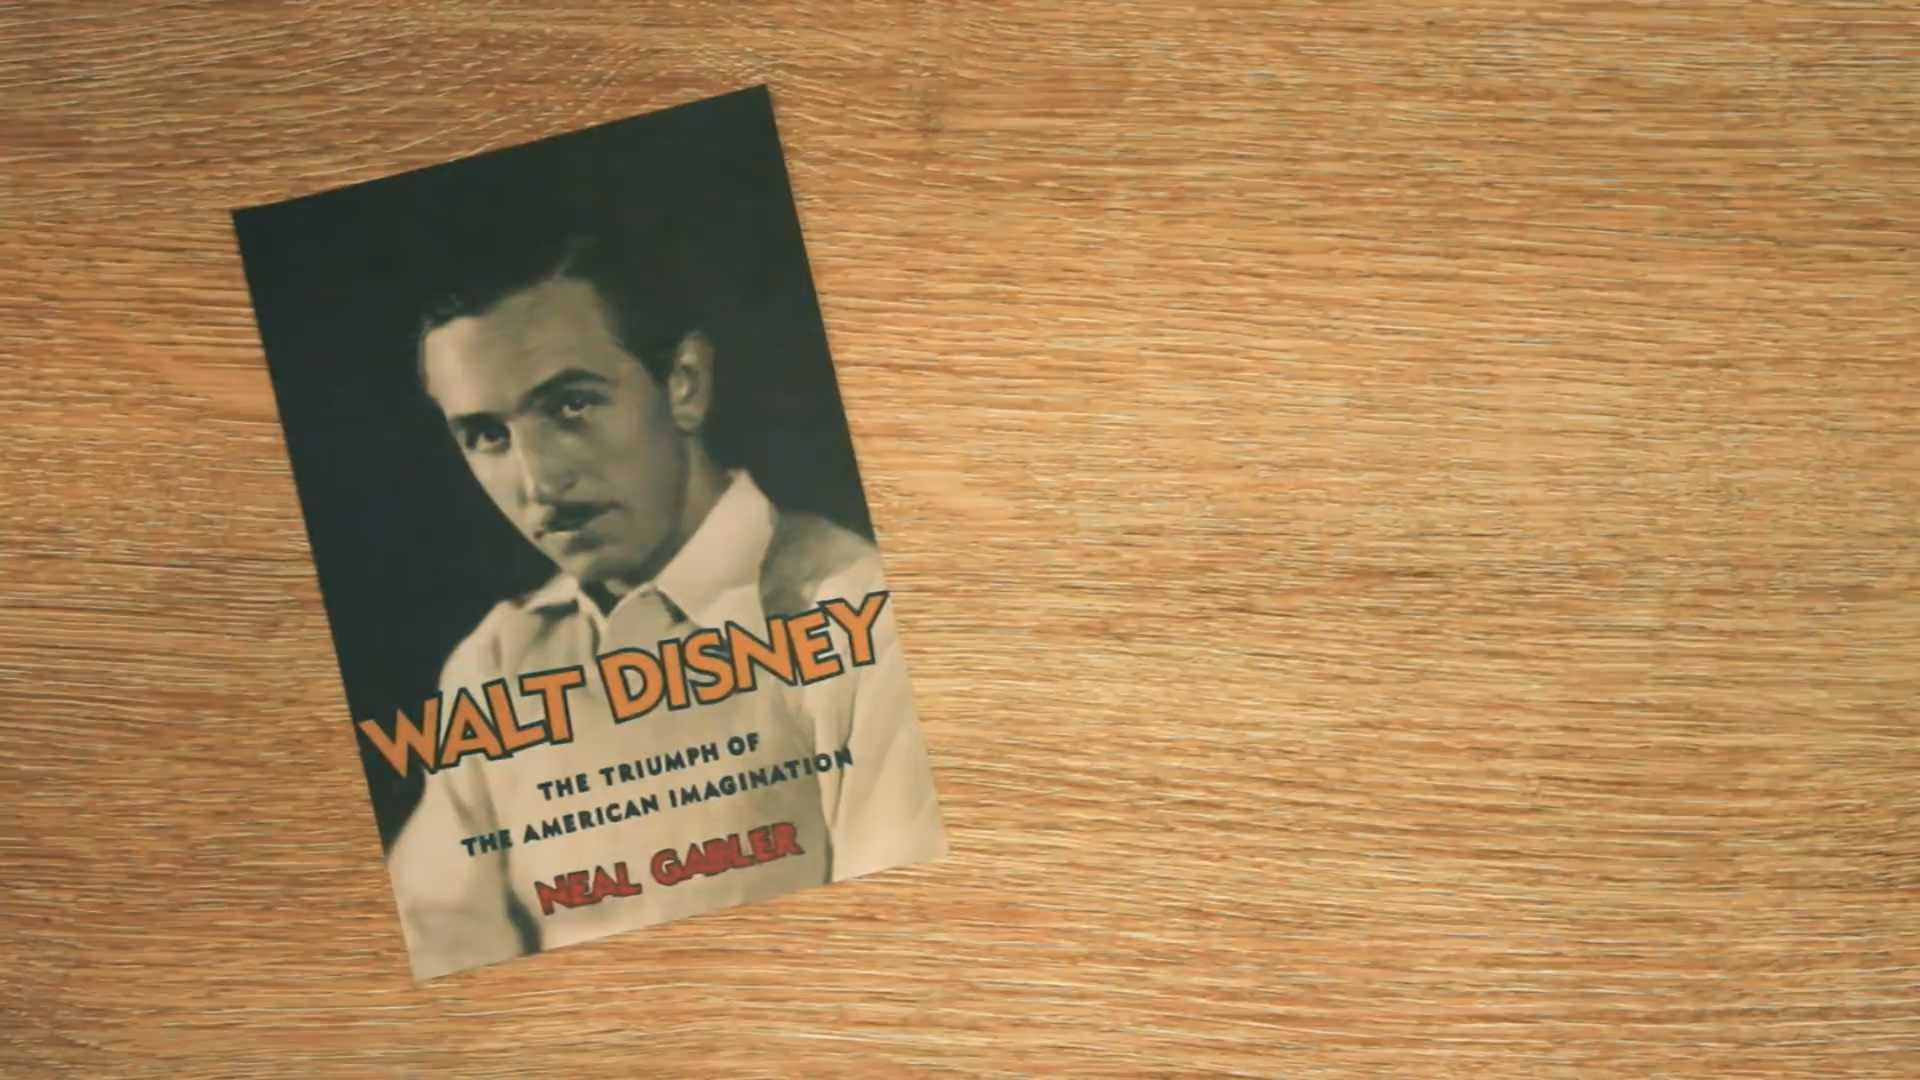 WALT DISNEY
THE TRIUMPH OF
THE AMERICAN IMAGINATION
NEAL GABLER